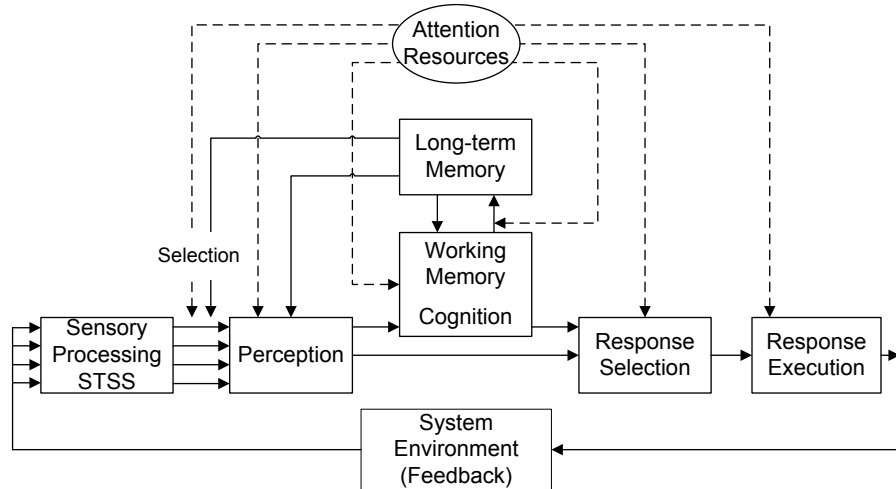 Attention
Resources
Long-term
Memory
Selection
Working
Memory
Cognition
Sensory
Processing
STSS
Perception
Response
Selection
Response
Execution
System
Environment
(Feedback)